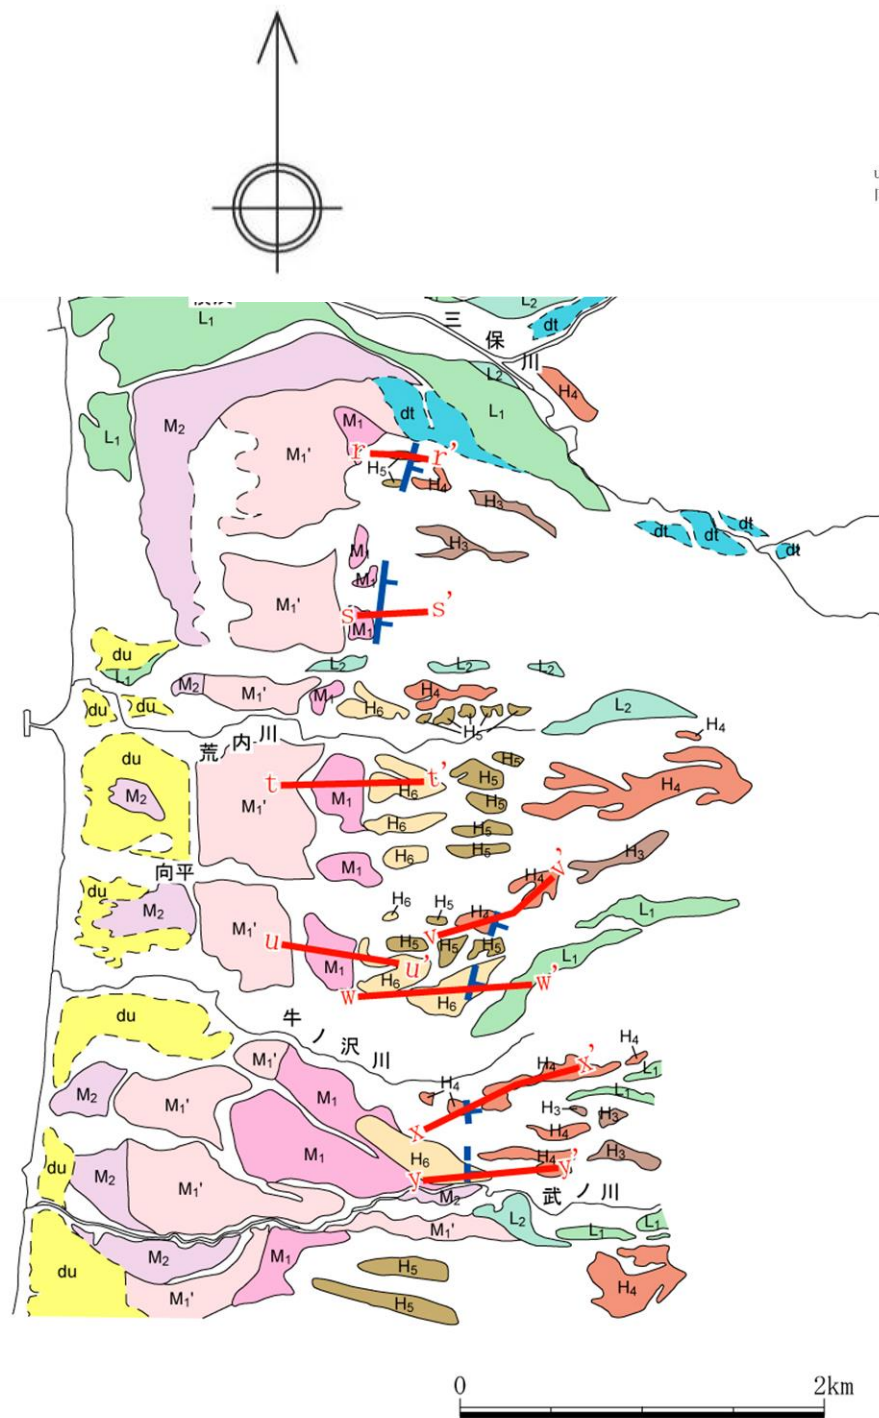 L₂
三
保
川
dt
L₁
L₂
H₄
L₁
M₂
M₁
dt
L₁
M₁'
r r'
H₅
H₄
H₃
dt
dt
dt
dt
M₁
H₃
M₁
M₁'
s s'
M₁
du
L₁
L₂
L₂
L₂
M₂
M₁'
M₁
H₆
H₄
du
du
H₅
L₂
H₄
荒内川
du
M₂
M₁'
t t'
M₁
H₆
H₅
H₅
H₅
H₄
H₆
H₅
H₃
向平
M₁
H₆
du
M₂
M₁'
H₆
H₅
H₄
H₄
v v'
L₁
u u'
M₁
H₅
H₅
H₅
H₆
L₁
w w'
H₆
du
牛ノ沢川
M₁'
M₁
H₄
H₄
H₄
L₁
x x'
M₂
M₁'
L₁
H₃
H₃
H₄
M₁
H₆
H₄
H₃
y y'
du
M₂
M₁'
M₂
武ノ川
M₁'
L₂
L₁
L₁
du
M₂
M₁
H₅
H₄
M₁'
H₅
0 2km